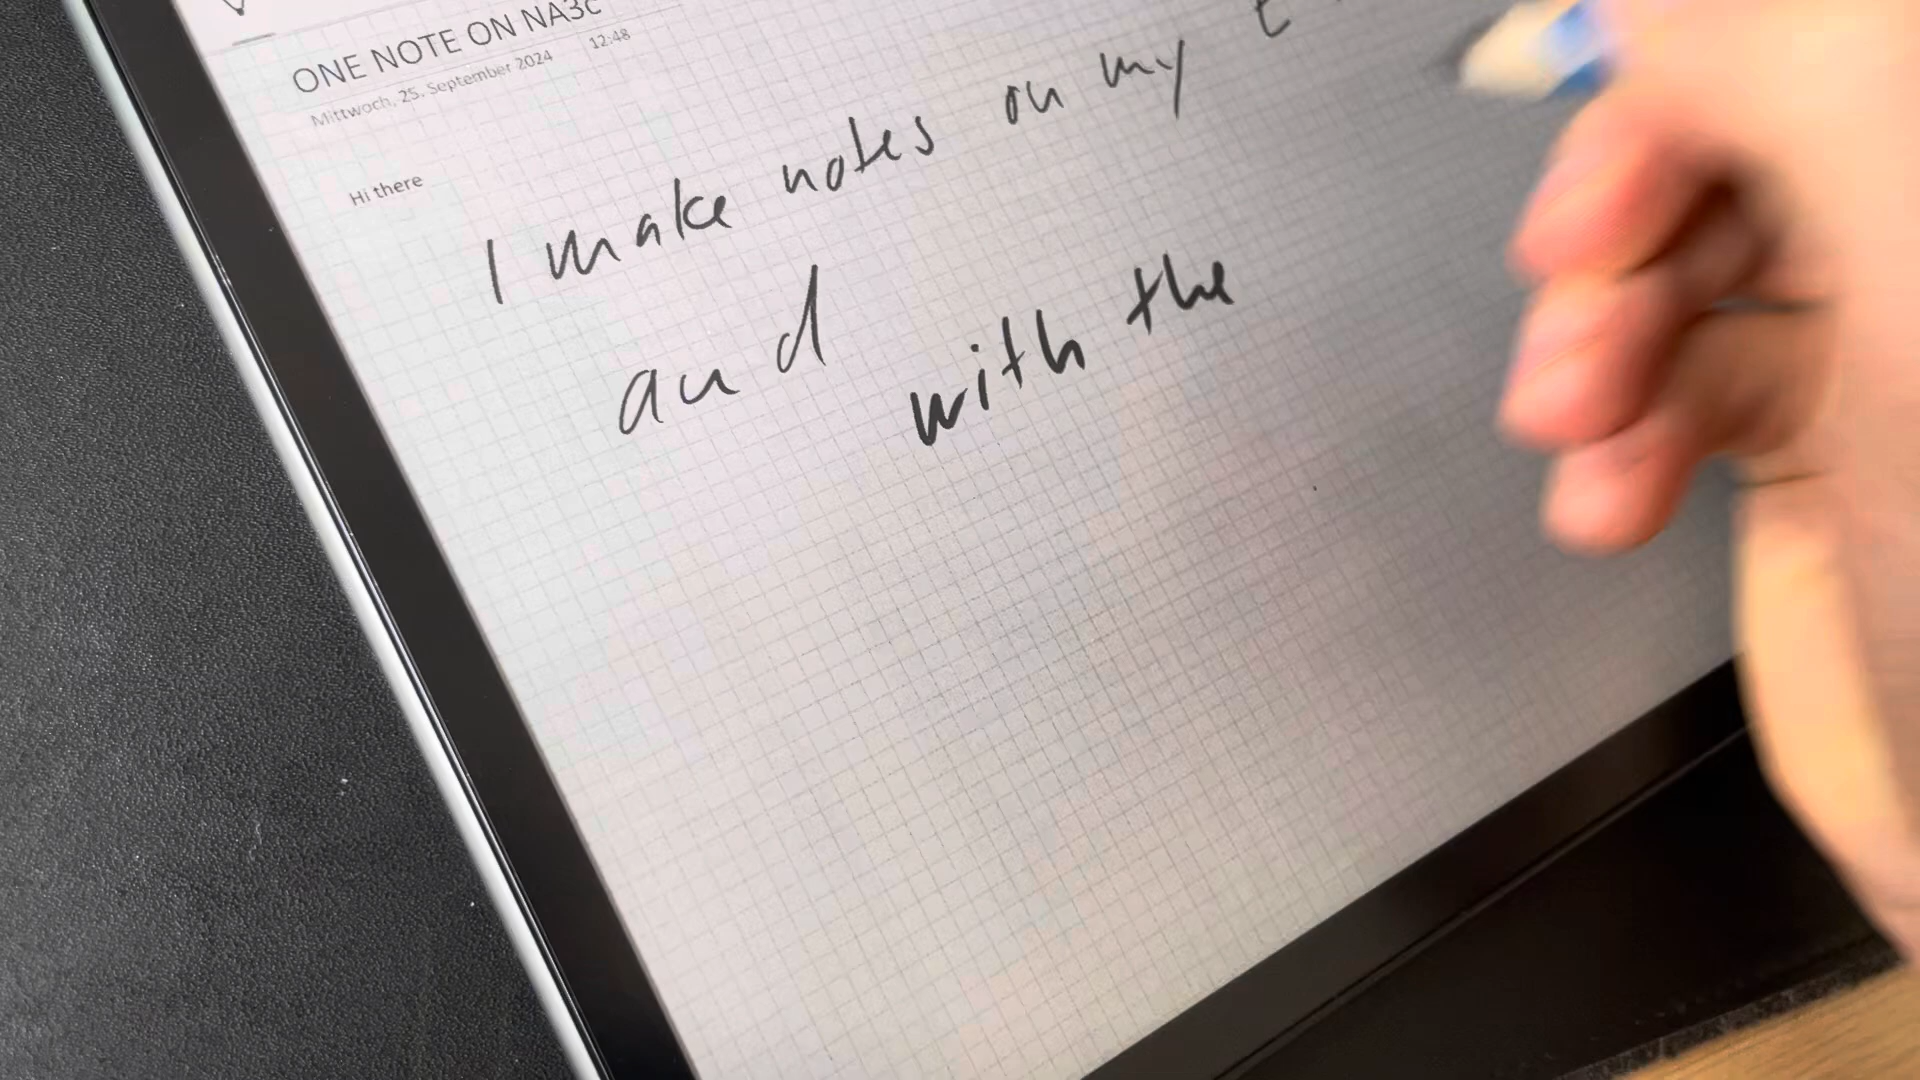 ONE NOTE ON NA3C
Mittwoch, 25. September 2024 12:48
Hi there
I make notes on my
and
with the